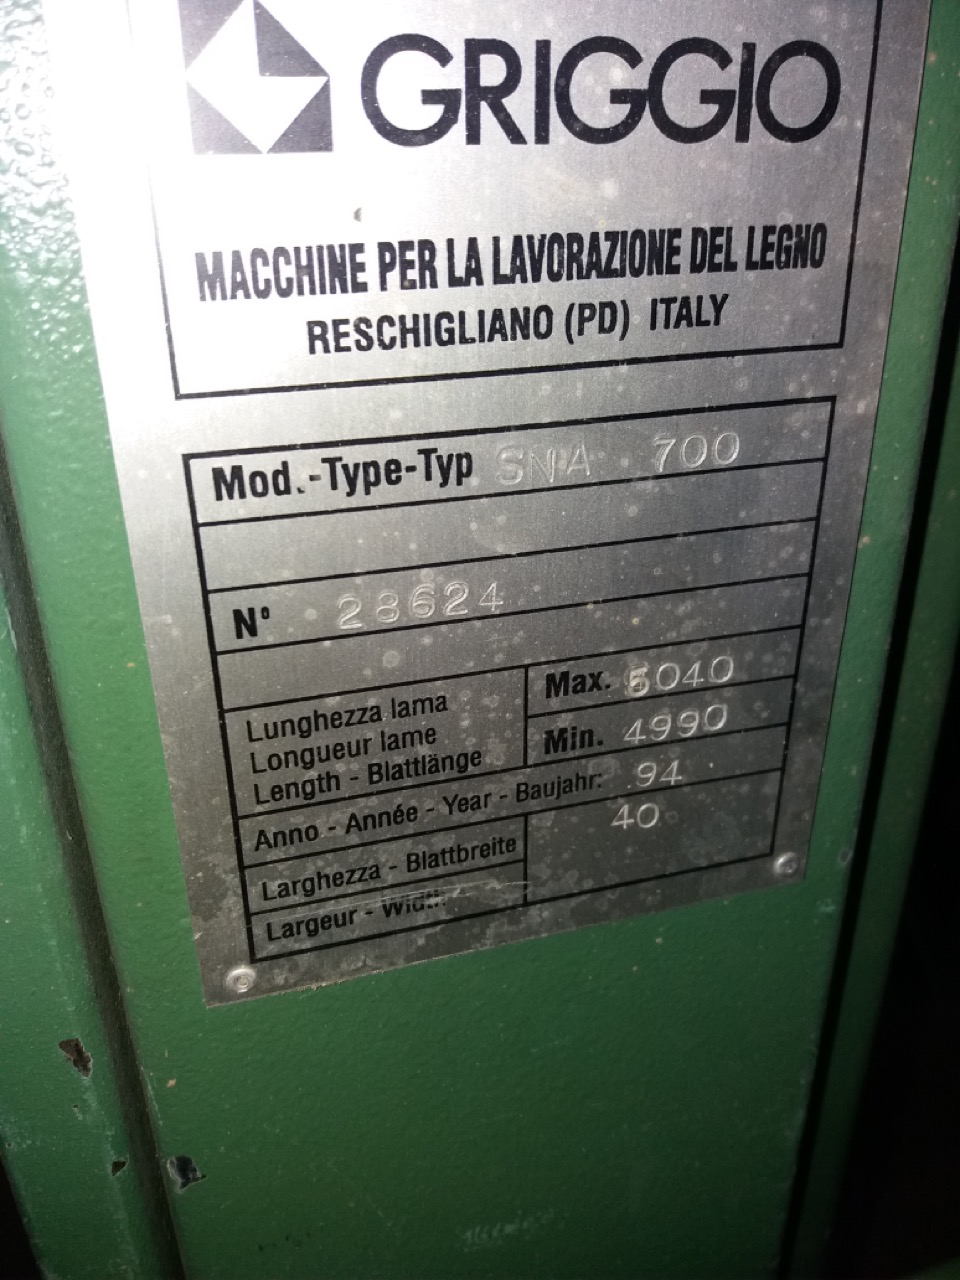 GRIGGIO
MACCHINE PER LA LAVORAZIONE DEL LEGNO
RESCHIGLIANO (PD) ITALY
Mod.-Type-Typ SNA 700
N° 28624
Lunghezza lama
Longueur lame
Length - Blattlänge
Max. 5040
Min. 4990
Anno - Année - Year - Baujahr: 94
Larghezza - Blattbreite
Largeur - Width
40